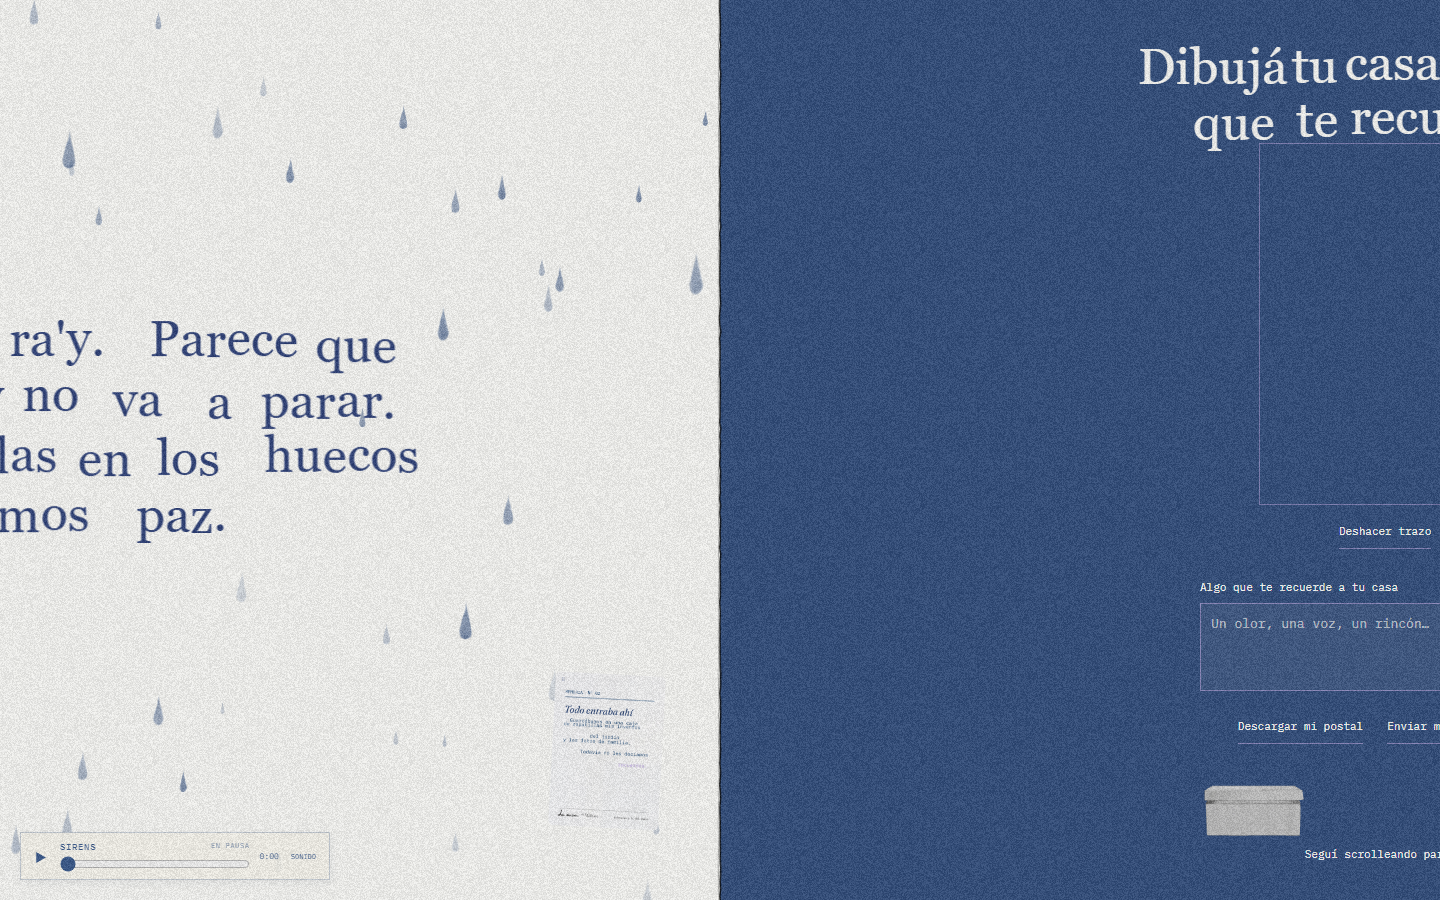 ra'y. Parece que
no va a parar.
las en los huecos
mos paz.
Todo entraba ahí
SIRENS
EN PAUSA
0:00
SONIDO
Dibujá tu casa
que te recu
Deshacer trazo
Algo que te recuerde a tu casa
Un olor, una voz, un rincón…
Descargar mi postal
Enviar m
Seguí scrolleando par